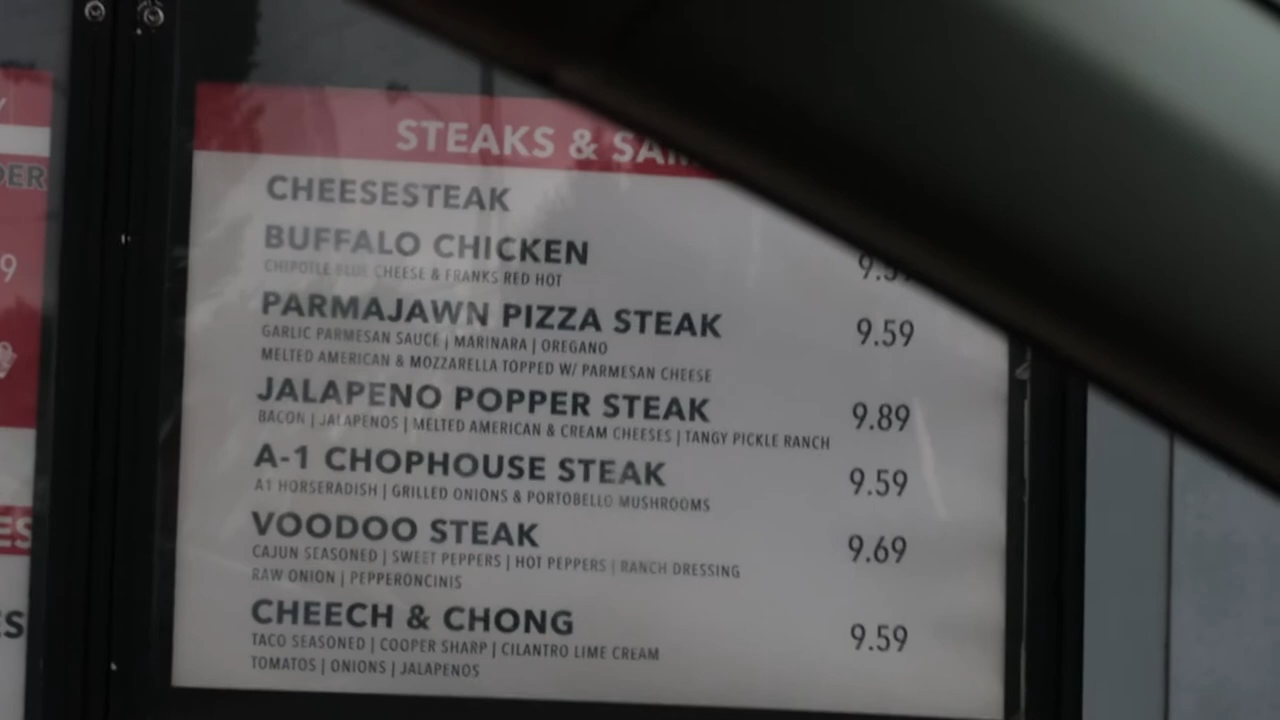 STEAKS &
CHEESESTEAK
BUFFALO CHICKEN
CHIPOTLE BLUE CHEESE & FRANKS RED HOT
PARMAJAWN PIZZA STEAK 9.59
GARLIC PARMESAN SAUCE | MARINARA | OREGANO
MELTED AMERICAN & MOZZARELLA TOPPED W/ PARMESAN CHEESE
JALAPENO POPPER STEAK 9.89
BACON | JALAPENOS | MELTED AMERICAN & CREAM CHEESES | TANGY PICKLE RANCH
A-1 CHOPHOUSE STEAK 9.59
A1 HORSERADISH | GRILLED ONIONS & PORTOBELLO MUSHROOMS
VOODOO STEAK 9.69
CAJUN SEASONED | SWEET PEPPERS | HOT PEPPERS | RANCH DRESSING
RAW ONION | PEPPERONCINIS
CHEECH & CHONG 9.59
TACO SEASONED | COOPER SHARP | CILANTRO LIME CREAM
TOMATOS | ONIONS | JALAPENOS